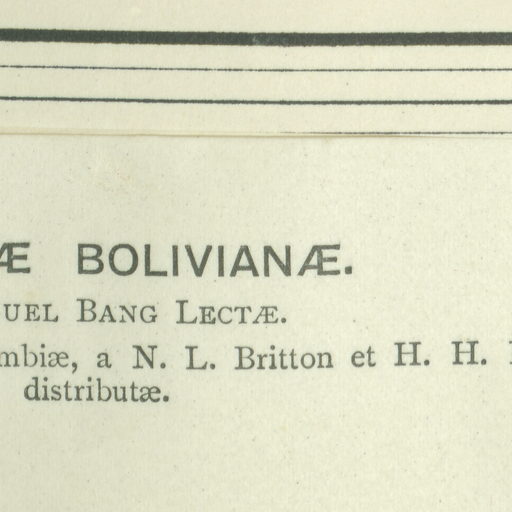 Æ BOLIVIANÆ.
UEL BANG LECTÆ.
mbiæ, a N. L. Britton et H. H.
distributæ.